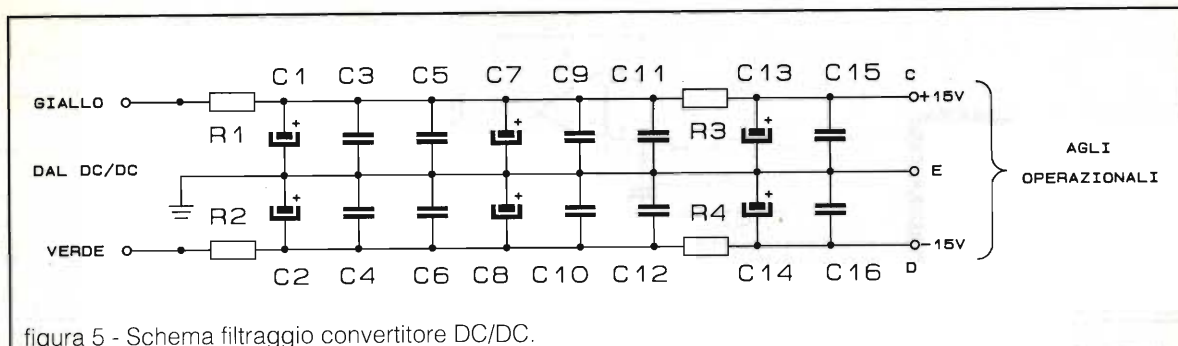 C1 C3 C5 C7 C9 C11 C13 C15 C
GIALLO +15V
R1 R3
DAL DC/DC E AGLI
OPERAZIONALI
R2 R4
VERDE -15V
C2 C4 C6 C8 C10 C12 C14 C16 D
+ + +
+ + +
figura 5 - Schema filtraggio convertitore DC/DC.